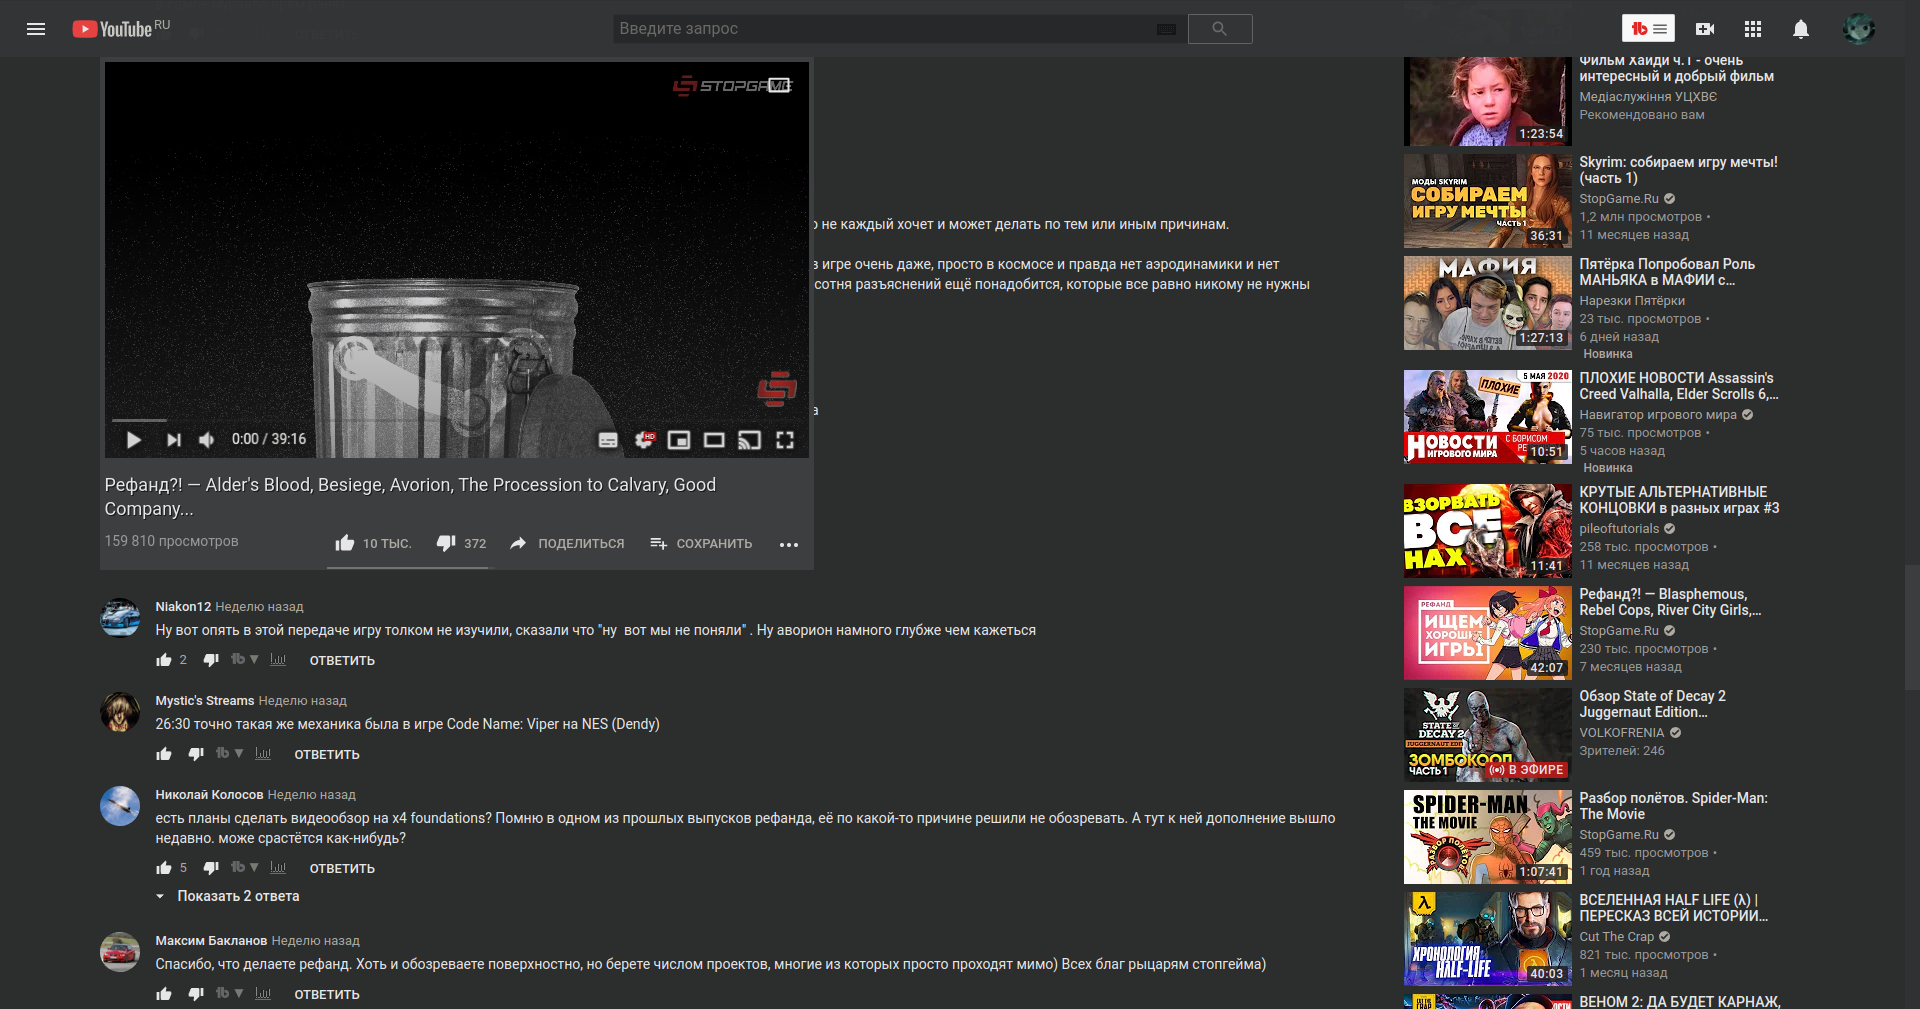 YouTube RU
Введите запрос
STOPGAME
о не каждый хочет и может делать по тем или иным причинам.
в игре очень даже, просто в космосе и правда нет аэродинамики и нет
сотня разъяснений ещё понадобится, которые все равно никому не нужны
а
0:00 / 39:16
HD
Рефанд?! — Alder's Blood, Besiege, Avorion, The Procession to Calvary, Good
Company...
159 810 просмотров
10 ТЫС.
372
ПОДЕЛИТЬСЯ
СОХРАНИТЬ
Niakon12 Неделю назад
Ну вот опять в этой передаче игру толком не изучили, сказали что "ну  вот мы не поняли" . Ну аворион намного глубже чем кажеться
2
ОТВЕТИТЬ
Mystic's Streams Неделю назад
26:30 точно такая же механика была в игре Code Name: Viper на NES (Dendy)
ОТВЕТИТЬ
Николай Колосов Неделю назад
есть планы сделать видеообзор на x4 foundations? Помню в одном из прошлых выпусков рефанда, её по какой-то причине решили не обозревать. А тут к ней дополнение вышло
недавно. може срастётся как-нибудь?
5
ОТВЕТИТЬ
Показать 2 ответа
Максим Бакланов Неделю назад
Спасибо, что делаете рефанд. Хоть и обозреваете поверхностно, но берете числом проектов, многие из которых просто проходят мимо) Всех благ рыцарям стопгейма)
ОТВЕТИТЬ
1:23:54
Фильм Хайди ч.1 - очень
интересный и добрый фильм
Медіаслужіння УЦХВЄ
Рекомендовано вам
МОДЫ SKYRIM
СОБИРАЕМ
ИГРУ МЕЧТЫ
ЧАСТЬ 1
36:31
Skyrim: собираем игру мечты!
(часть 1)
StopGame.Ru
1,2 млн просмотров •
11 месяцев назад
МАФИЯ
1:27:13
Пятёрка Попробовал Роль
МАНЬЯКА в МАФИИ с...
Нарезки Пятёрки
23 тыс. просмотров •
6 дней назад
Новинка
5 МАЯ 2020
ПЛОХИЕ
НОВОСТИ
ИГРОВОГО МИРА
С БОРИСОМ
10:51
ПЛОХИЕ НОВОСТИ Assassin's
Creed Valhalla, Elder Scrolls 6,...
Навигатор игрового мира
75 тыс. просмотров •
5 часов назад
Новинка
ВЗОРВАТЬ
ВСЕ
НАХ
11:41
КРУТЫЕ АЛЬТЕРНАТИВНЫЕ
КОНЦОВКИ в разных играх #3
pileoftutorials
258 тыс. просмотров •
11 месяцев назад
РЕФАНД
ИЩЕМ
ХОРОШИЕ
ИГРЫ
42:07
Рефанд?! — Blasphemous,
Rebel Cops, River City Girls,...
StopGame.Ru
230 тыс. просмотров •
7 месяцев назад
STATE OF
DECAY 2
JUGGERNAUT EDI
ЗОМБОКООП
ЧАСТЬ 1
В ЭФИРЕ
Обзор State of Decay 2
Juggernaut Edition...
VOLKOFRENIA
Зрителей: 246
SPIDER-MAN
THE MOVIE
РАЗБОР ПОЛЁТОВ
1:07:41
Разбор полётов. Spider-Man:
The Movie
StopGame.Ru
459 тыс. просмотров •
1 год назад
ХРОНОЛОГИЯ
HALF-LIFE
40:03
ВСЕЛЕННАЯ HALF LIFE (λ) |
ПЕРЕСКАЗ ВСЕЙ ИСТОРИИ...
Cut The Crap
821 тыс. просмотров •
1 месяц назад
ВЕНОМ 2: ДА БУДЕТ КАРНАЖ,